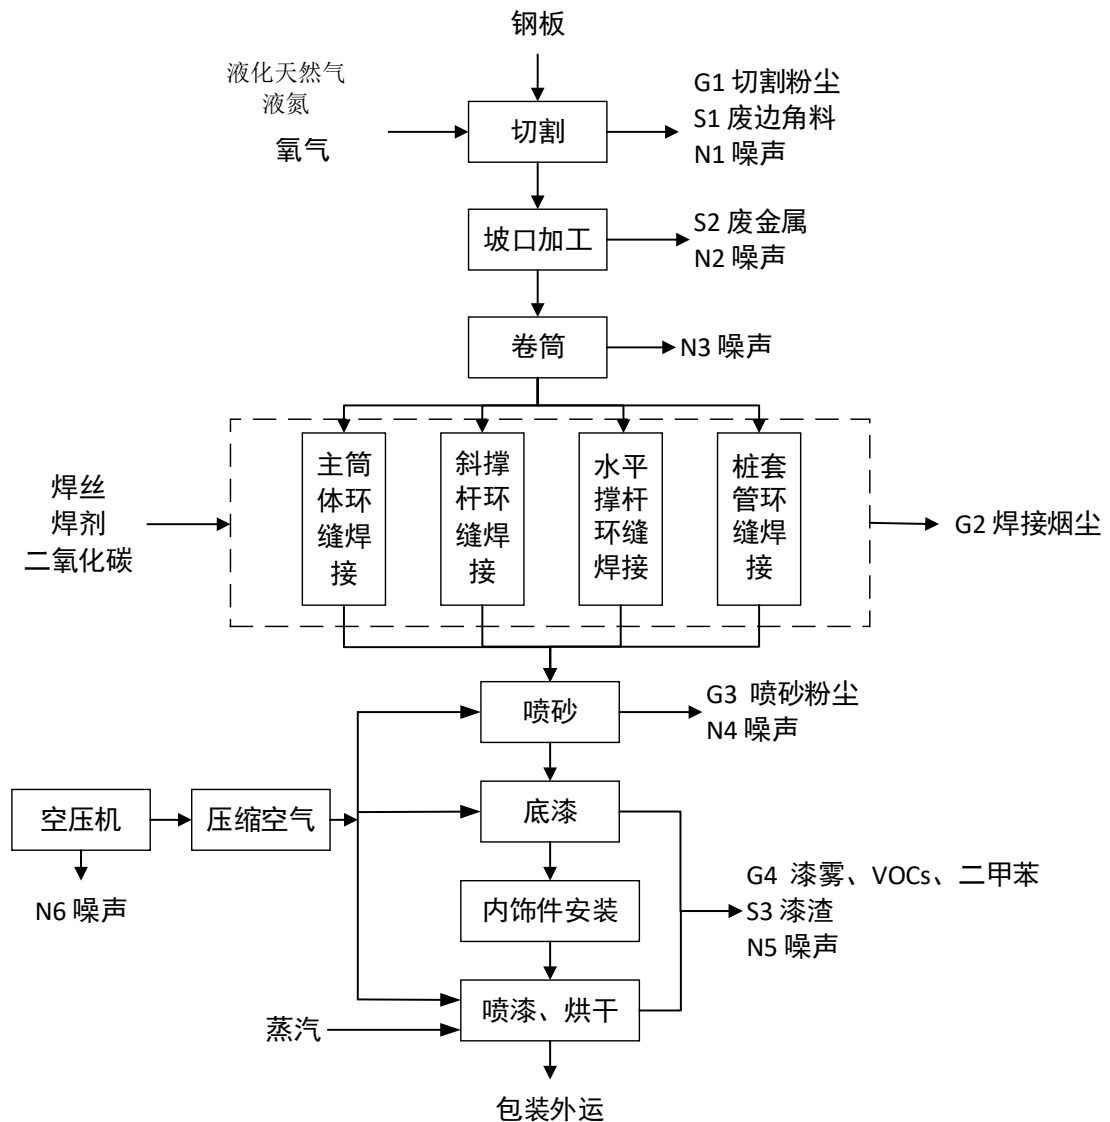 钢板
液化天然气
液氮
氧气
切割
G1 切割粉尘
S1 废边角料
N1 噪声
坡口加工
S2 废金属
N2 噪声
卷筒
N3 噪声
焊丝
焊剂
二氧化碳
主筒
体环
缝焊
接
斜撑
杆环
缝焊
接
水平
撑杆
环缝
焊接
桩套
管环
缝焊
接
G2 焊接烟尘
喷砂
G3 喷砂粉尘
N4 噪声
空压机
压缩空气
底漆
N6 噪声
内饰件安装
G4 漆雾、VOCs、二甲苯
S3 漆渣
N5 噪声
喷漆、烘干
蒸汽
包装外运